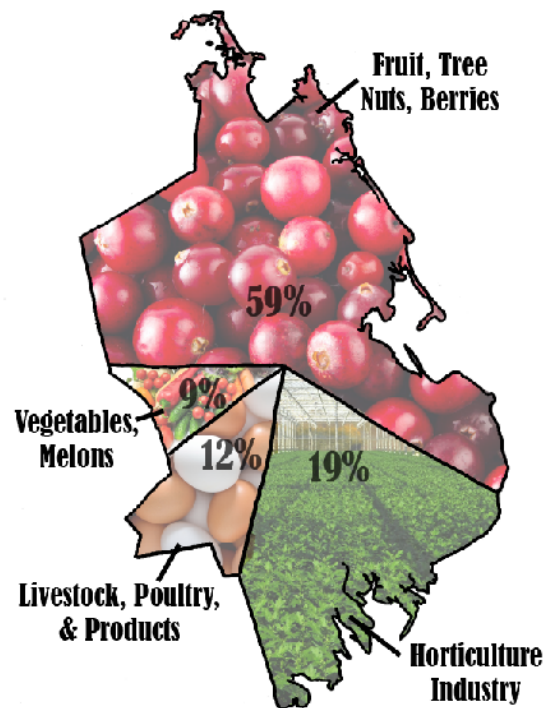 Fruit, Tree
Nuts, Berries
59%
9%
Vegetables,
Melons
12%
19%
Livestock, Poultry,
& Products
Horticulture
Industry